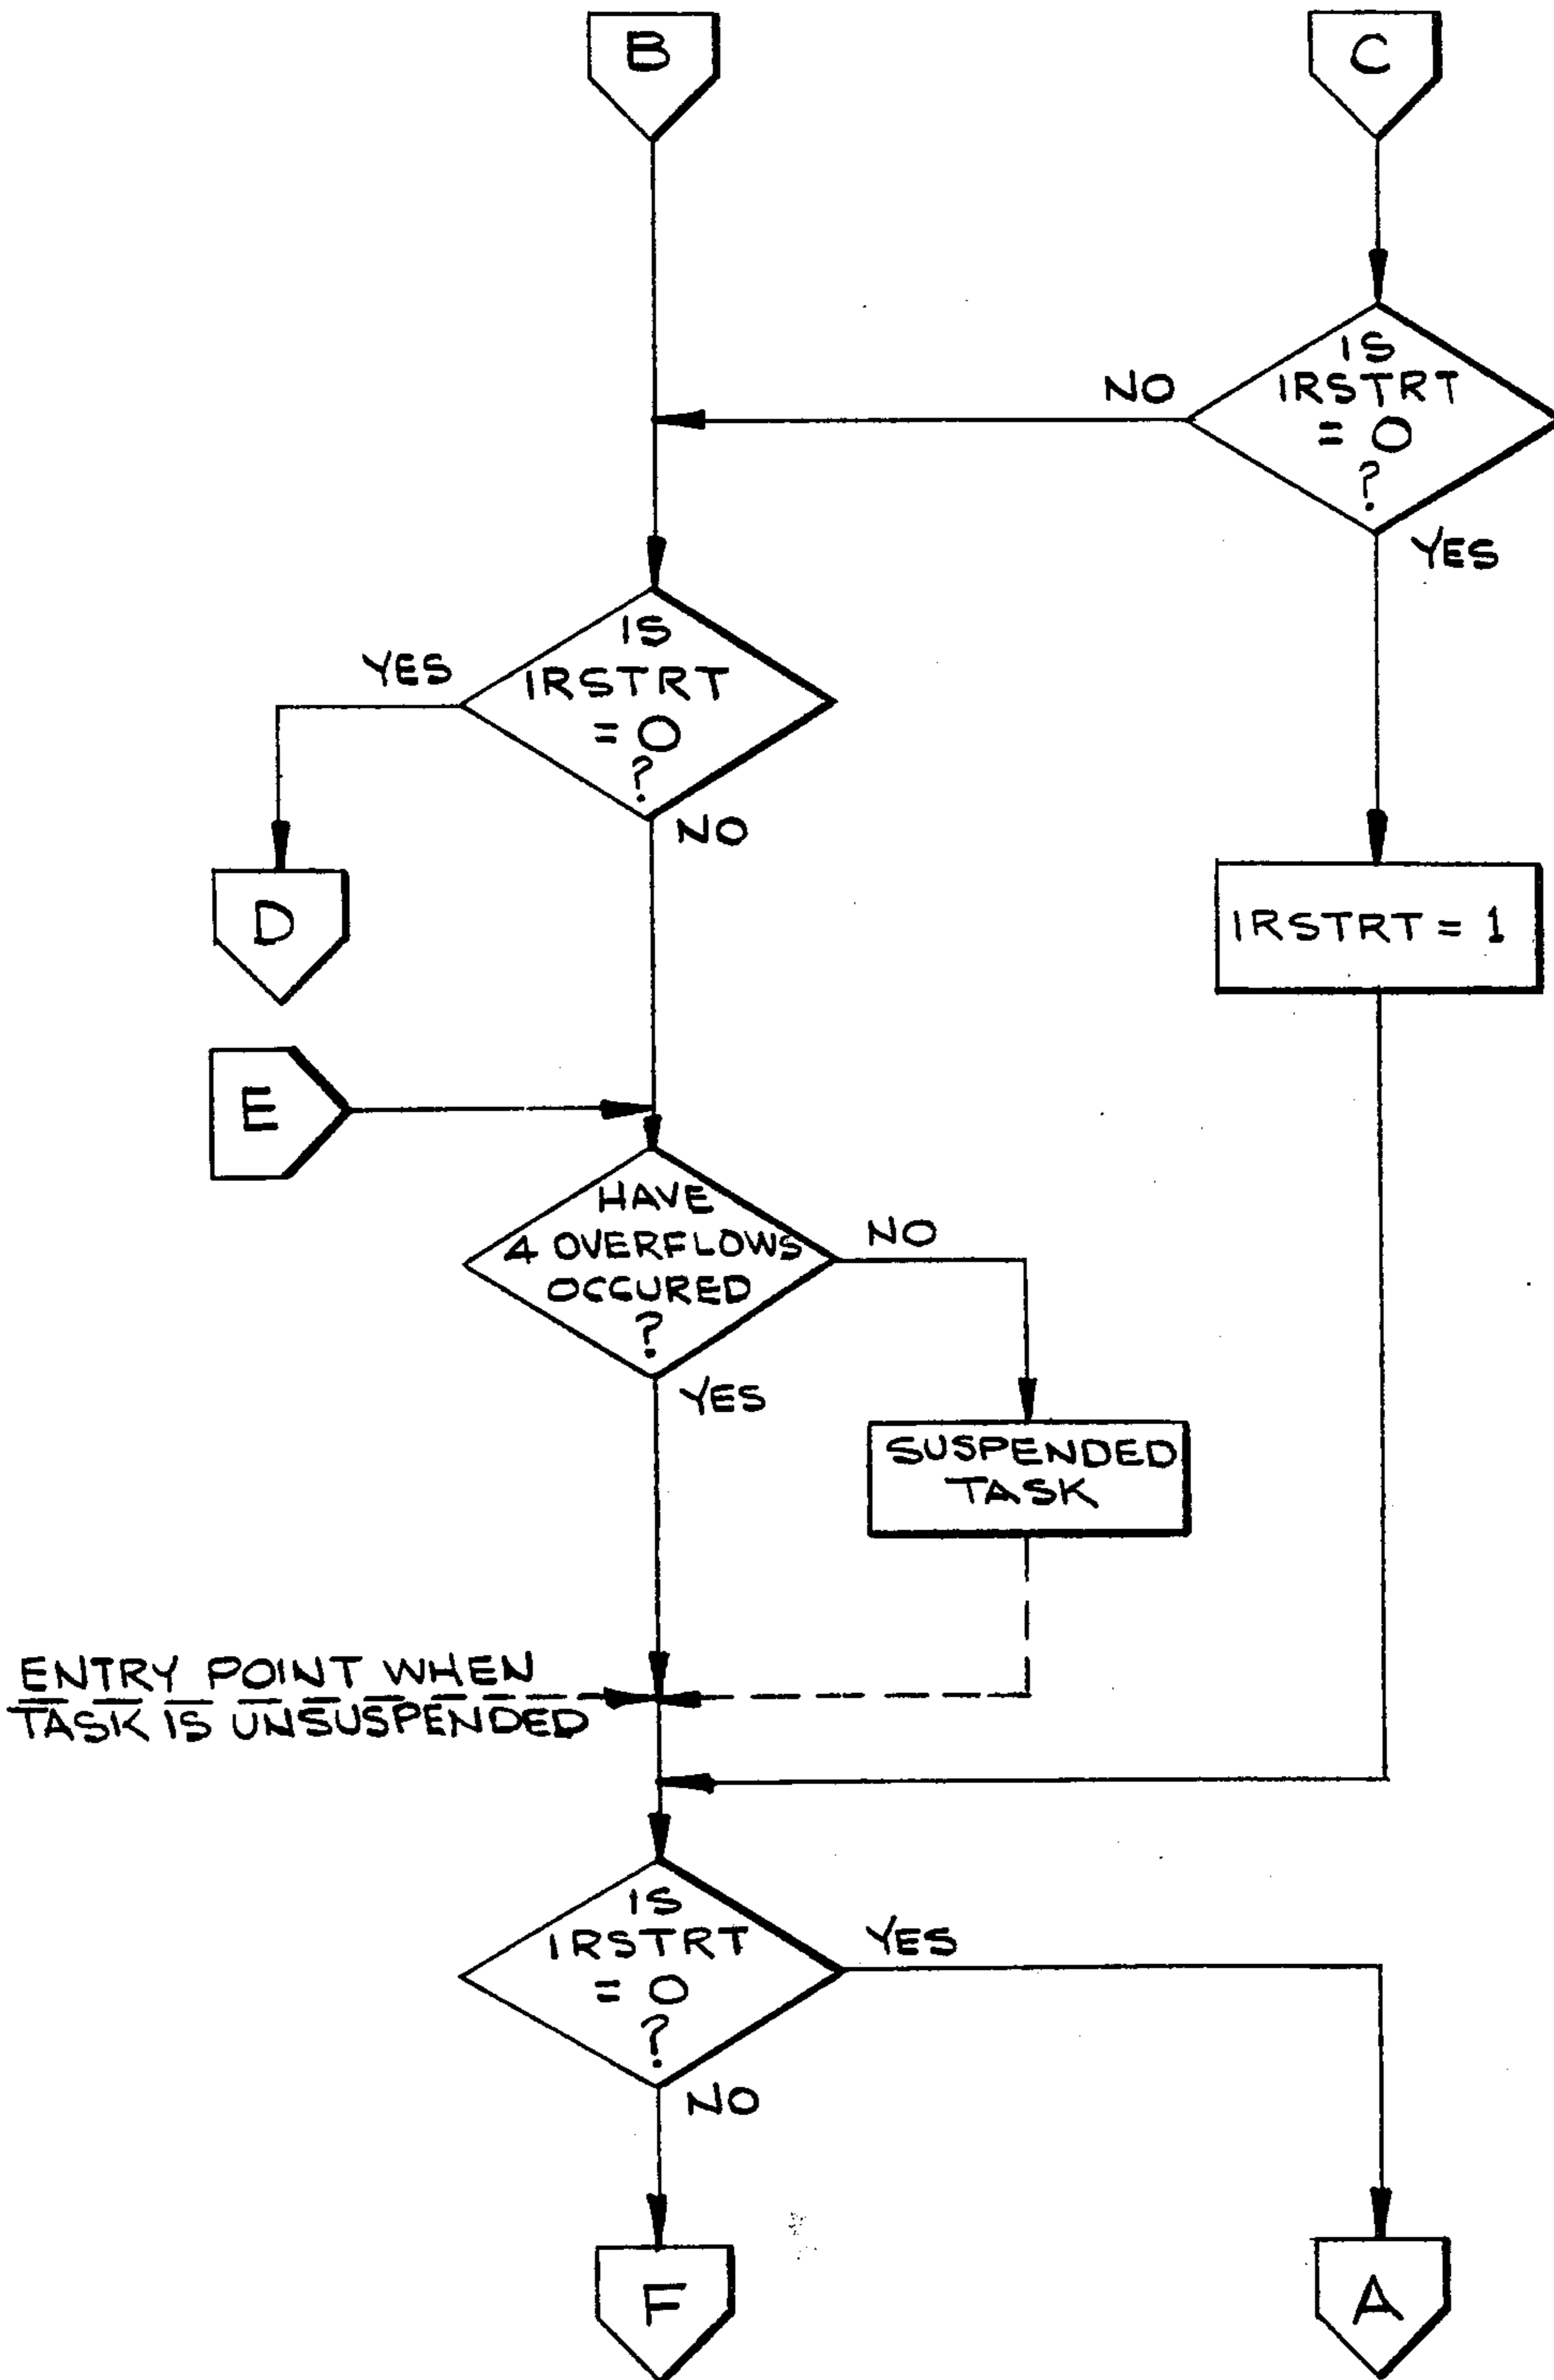 B
C
IS
IRSTRT
= 0
?
NO
YES
IS
IRSTRT
= 0
?
YES
NO
D
IRSTRT = 1
E
HAVE
4 OVERFLOWS
OCCURED
?
NO
YES
SUSPENDED
TASK
ENTRY POINT WHEN
TASK IS UNSUSPENDED
IS
IRSTRT
= 0
?
YES
NO
F
A